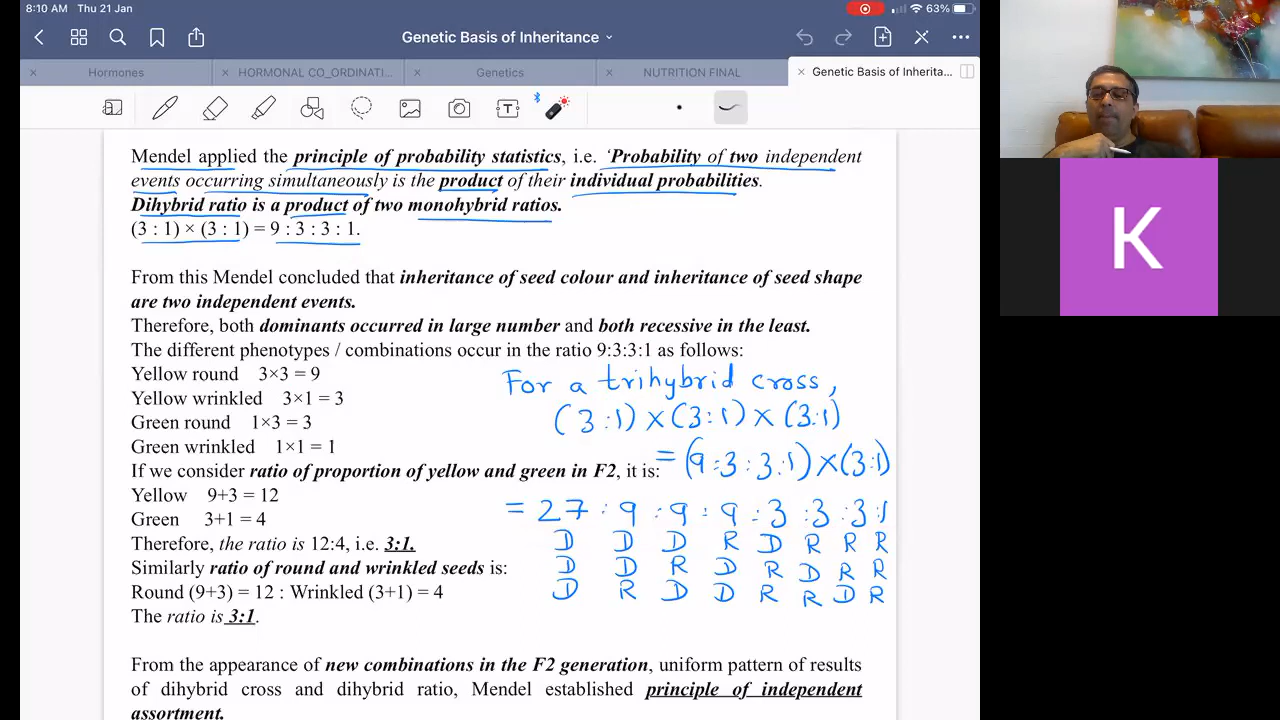 8:10 AM Thu 21 Jan
63%
Genetic Basis of Inheritance
Hormones
HORMONAL CO_ORDINATI...
Genetics
NUTRITION FINAL
Genetic Basis of Inherita...
Mendel applied the principle of probability statistics, i.e. ‘Probability of two independent
events occurring simultaneously is the product of their individual probabilities.
Dihybrid ratio is a product of two monohybrid ratios.
(3 : 1) × (3 : 1) = 9 : 3 : 3 : 1.
From this Mendel concluded that inheritance of seed colour and inheritance of seed shape
are two independent events.
Therefore, both dominants occurred in large number and both recessive in the least.
The different phenotypes / combinations occur in the ratio 9:3:3:1 as follows:
Yellow round 3×3 = 9
Yellow wrinkled 3×1 = 3
Green round 1×3 = 3
Green wrinkled 1×1 = 1
If we consider ratio of proportion of yellow and green in F2, it is:
Yellow 9+3 = 12
Green 3+1 = 4
Therefore, the ratio is 12:4, i.e. 3:1.
Similarly ratio of round and wrinkled seeds is:
Round (9+3) = 12 : Wrinkled (3+1) = 4
The ratio is 3:1.
For a trihybrid cross,
(3:1) × (3:1) × (3:1)
= (9:3:3:1) × (3:1)
= 27 : 9 : 9 : 9 : 3 : 3 : 3 : 1
D D D R D R R R
D D R D R D R R
D R D D R R D R
From the appearance of new combinations in the F2 generation, uniform pattern of results
of dihybrid cross and dihybrid ratio, Mendel established principle of independent
assortment.
K